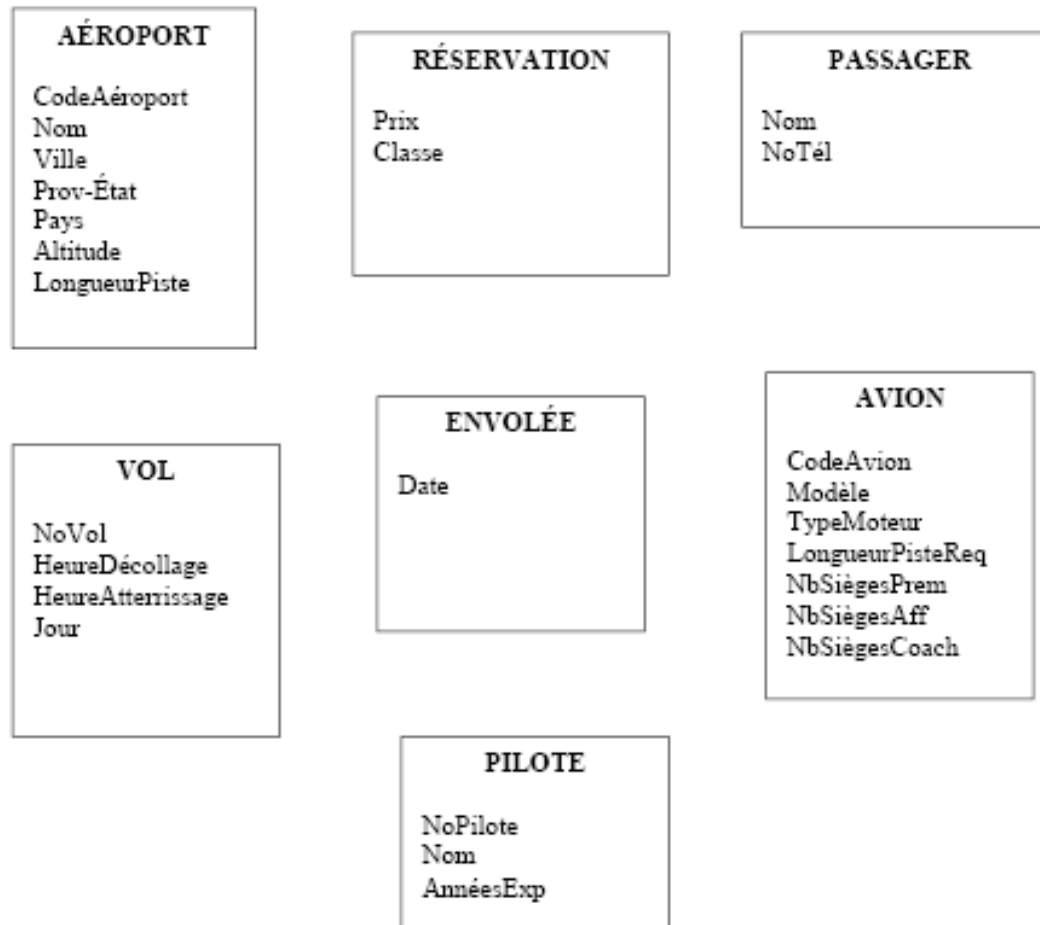 AÉROPORT
CodeAéroport
Nom
Ville
Prov-État
Pays
Altitude
LongueurPiste
RÉSERVATION
Prix
Classe
PASSAGER
Nom
NoTél
VOL
NoVol
HeureDécollage
HeureAtterrissage
Jour
ENVOLÉE
Date
AVION
CodeAvion
Modèle
TypeMoteur
LongueurPisteReq
NbSiègesPrem
NbSiègesAff
NbSiègesCoach
PILOTE
NoPilote
Nom
AnnéesExp